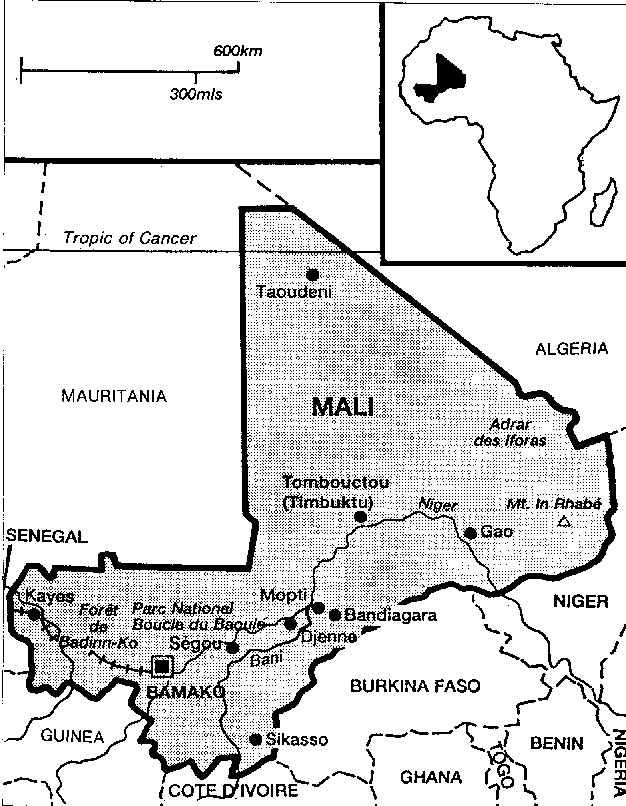 600km
300mls
Tropic of Cancer
Taoudeni
ALGERIA
MAURITANIA
MALI
Adrar
des Iforas
Tombouctou
(Timbuktu)
Niger
Mt. In Rhabé
Gao
SENEGAL
Kayes
Forêt
de
Badinn-Ko
Parc National
Boucle du Baoule
Mopti
Bandiagara
Djenne
NIGER
Ségou
Bani
BAMAKO
BURKINA FASO
GUINEA
Sikasso
BENIN
NIGERIA
TOGO
GHANA
COTE D'IVOIRE